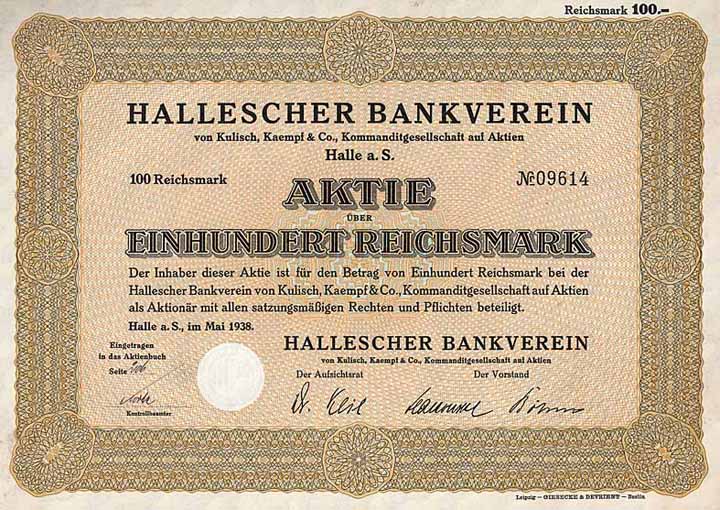 Reichsmark 100.—
HALLESCHER BANKVEREIN
von Kulisch, Kaempf & Co., Kommanditgesellschaft auf Aktien
Halle a. S.
100 Reichsmark
№ 09614
AKTIE
ÜBER
EINHUNDERT REICHSMARK
Der Inhaber dieser Aktie ist für den Betrag von Einhundert Reichsmark bei der
Hallescher Bankverein von Kulisch, Kaempf & Co., Kommanditgesellschaft auf Aktien
als Aktionär mit allen satzungsmäßigen Rechten und Pflichten beteiligt.
Halle a. S., im Mai 1938.
Eingetragen
in das Aktienbuch
Seite
Kontrollbeamter
HALLESCHER BANKVEREIN
von Kulisch, Kaempf & Co., Kommanditgesellschaft auf Aktien
Der Aufsichtsrat
Der Vorstand
Dr.
Leipzig — GIESECKE & DEVRIENT — Berlin